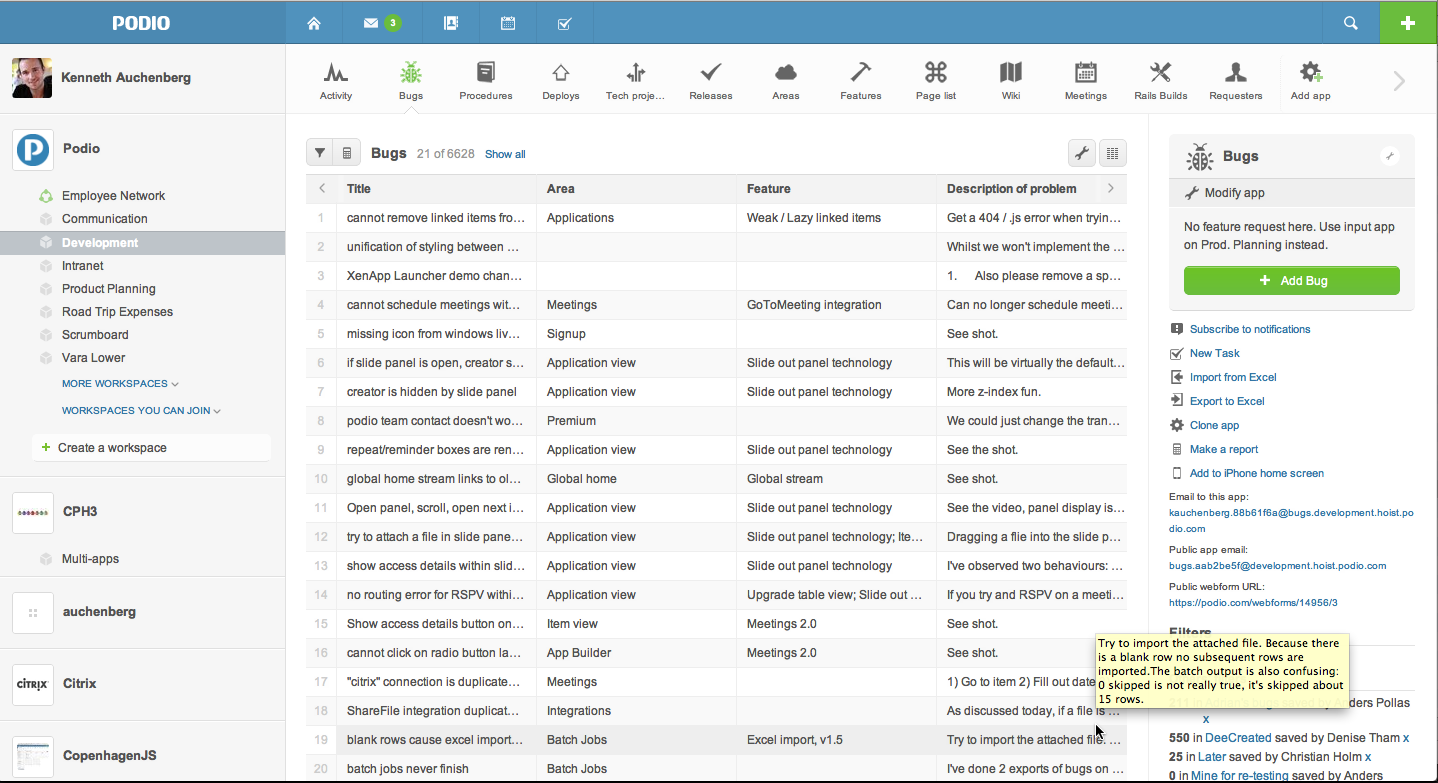 PODIO
3
Kenneth Auchenberg
Activity
Bugs
Procedures
Deploys
Tech proje...
Releases
Areas
Features
Page list
Wiki
Meetings
Rails Builds
Requesters
Add app
Podio
Employee Network
Communication
Development
Intranet
Product Planning
Road Trip Expenses
Scrumboard
Vara Lower
MORE WORKSPACES
WORKSPACES YOU CAN JOIN
+ Create a workspace
CPH3
Multi-apps
auchenberg
CİTRIX
Citrix
CopenhagenJS
Bugs 21 of 6628 Show all
Title Area Feature Description of problem
1 cannot remove linked items fro... Applications Weak / Lazy linked items Get a 404 / .js error when tryin...
2 unification of styling between ... Whilst we won't implement the ...
3 XenApp Launcher demo chan... 1. Also please remove a sp...
4 cannot schedule meetings wit... Meetings GoToMeeting integration Can no longer schedule meeti...
5 missing icon from windows liv... Signup See shot.
6 if slide panel is open, creator s... Application view Slide out panel technology This will be virtually the default...
7 creator is hidden by slide panel Application view Slide out panel technology More z-index fun.
8 podio team contact doesn't wo... Premium We could just change the tran...
9 repeat/reminder boxes are ren... Application view Slide out panel technology See the shot.
10 global home stream links to ol... Global home Global stream See shot.
11 Open panel, scroll, open next i... Application view Slide out panel technology See the video, panel display is...
12 try to attach a file in slide pane... Application view Slide out panel technology; Ite... Dragging a flie into the slide p...
13 show access details within slid... Application view Slide out panel technology I've observed two behaviours: ...
14 no routing error for RSPV withi... Application view Upgrade table view; Slide out ... If you try and RSPV on a meeti...
15 Show access details button on... Item view Meetings 2.0 See shot.
16 cannot click on radio button la... App Builder Meetings 2.0 See shot.
17 "citrix" connection is duplicate... Meetings 1) Go to item 2) Fill out date
18 ShareFile integration duplicat... Integrations As discussed today, if a file is ...
19 blank rows cause excel import... Batch Jobs Excel import, v1.5 Try to import the attached file. ...
20 batch jobs never finish Batch Jobs I've done 2 exports of bugs on ...
Bugs
Modify app
No feature request here. Use input app
on Prod. Planning instead.
+ Add Bug
Subscribe to notifications
New Task
Import from Excel
Export to Excel
Clone app
Make a report
Add to iPhone home screen
Email to this app:
kauchenberg.88b61f6a@bugs.development.hoist.po
dio.com
Public app email:
bugs.aab2be5f@development.hoist.podio.com
Public webform URL:
https://podio.com/webforms/14956/3
Filters
Try to import the attached file. Because there
is a blank row no subsequent rows are
imported.The batch output is also confusing:
0 skipped is not really true, it's skipped about
15 rows.
in saved by Anders Pollas
x
550 in DeeCreated saved by Denise Tham x
25 in Later saved by Christian Holm x
0 in Mine for re-testing saved by Anders